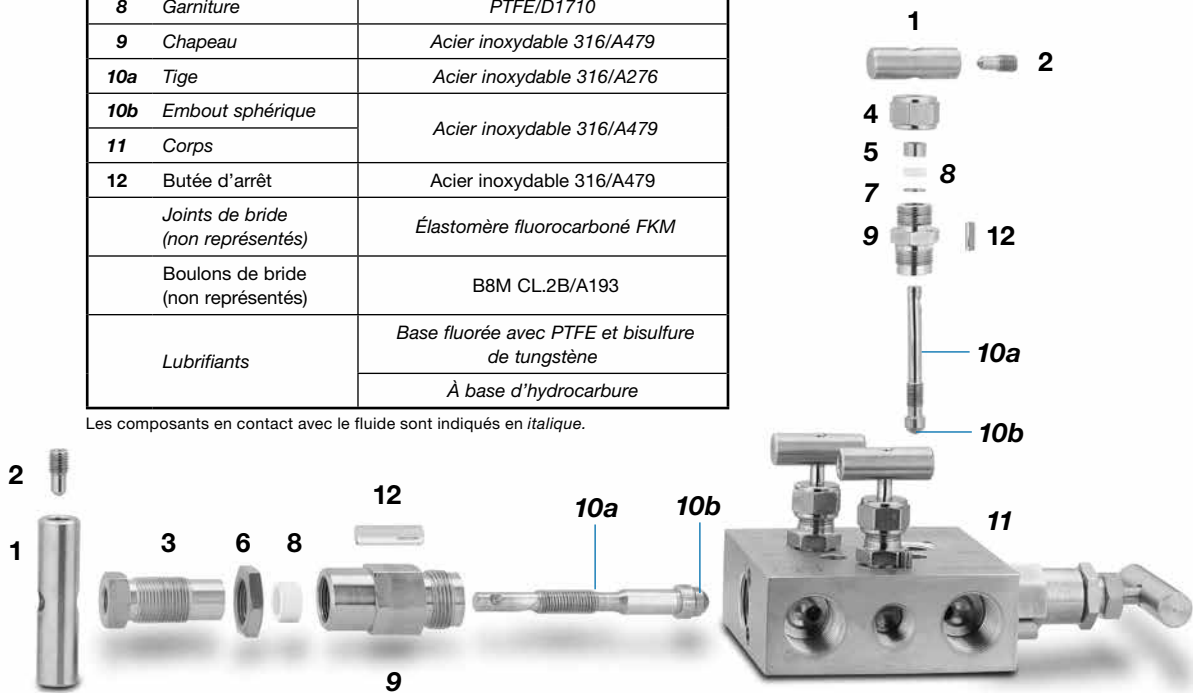 8 Garniture PTFE/D1710
9 Chapeau Acier inoxydable 316/A479
10a Tige Acier inoxydable 316/A276
10b Embout sphérique
Acier inoxydable 316/A479
11 Corps
12 Butée d'arrêt Acier inoxydable 316/A479
Joints de bride
(non représentés)
Élastomère fluorocarboné FKM
Boulons de bride
(non représentés)
B8M CL.2B/A193
Lubrifiants
Base fluorée avec PTFE et bisulfure
de tungstène
À base d'hydrocarbure
Les composants en contact avec le fluide sont indiqués en italique.
1
2
4
5
8
7
9
12
10a
10b
2
1
3
6
8
12
9
10a
10b
11